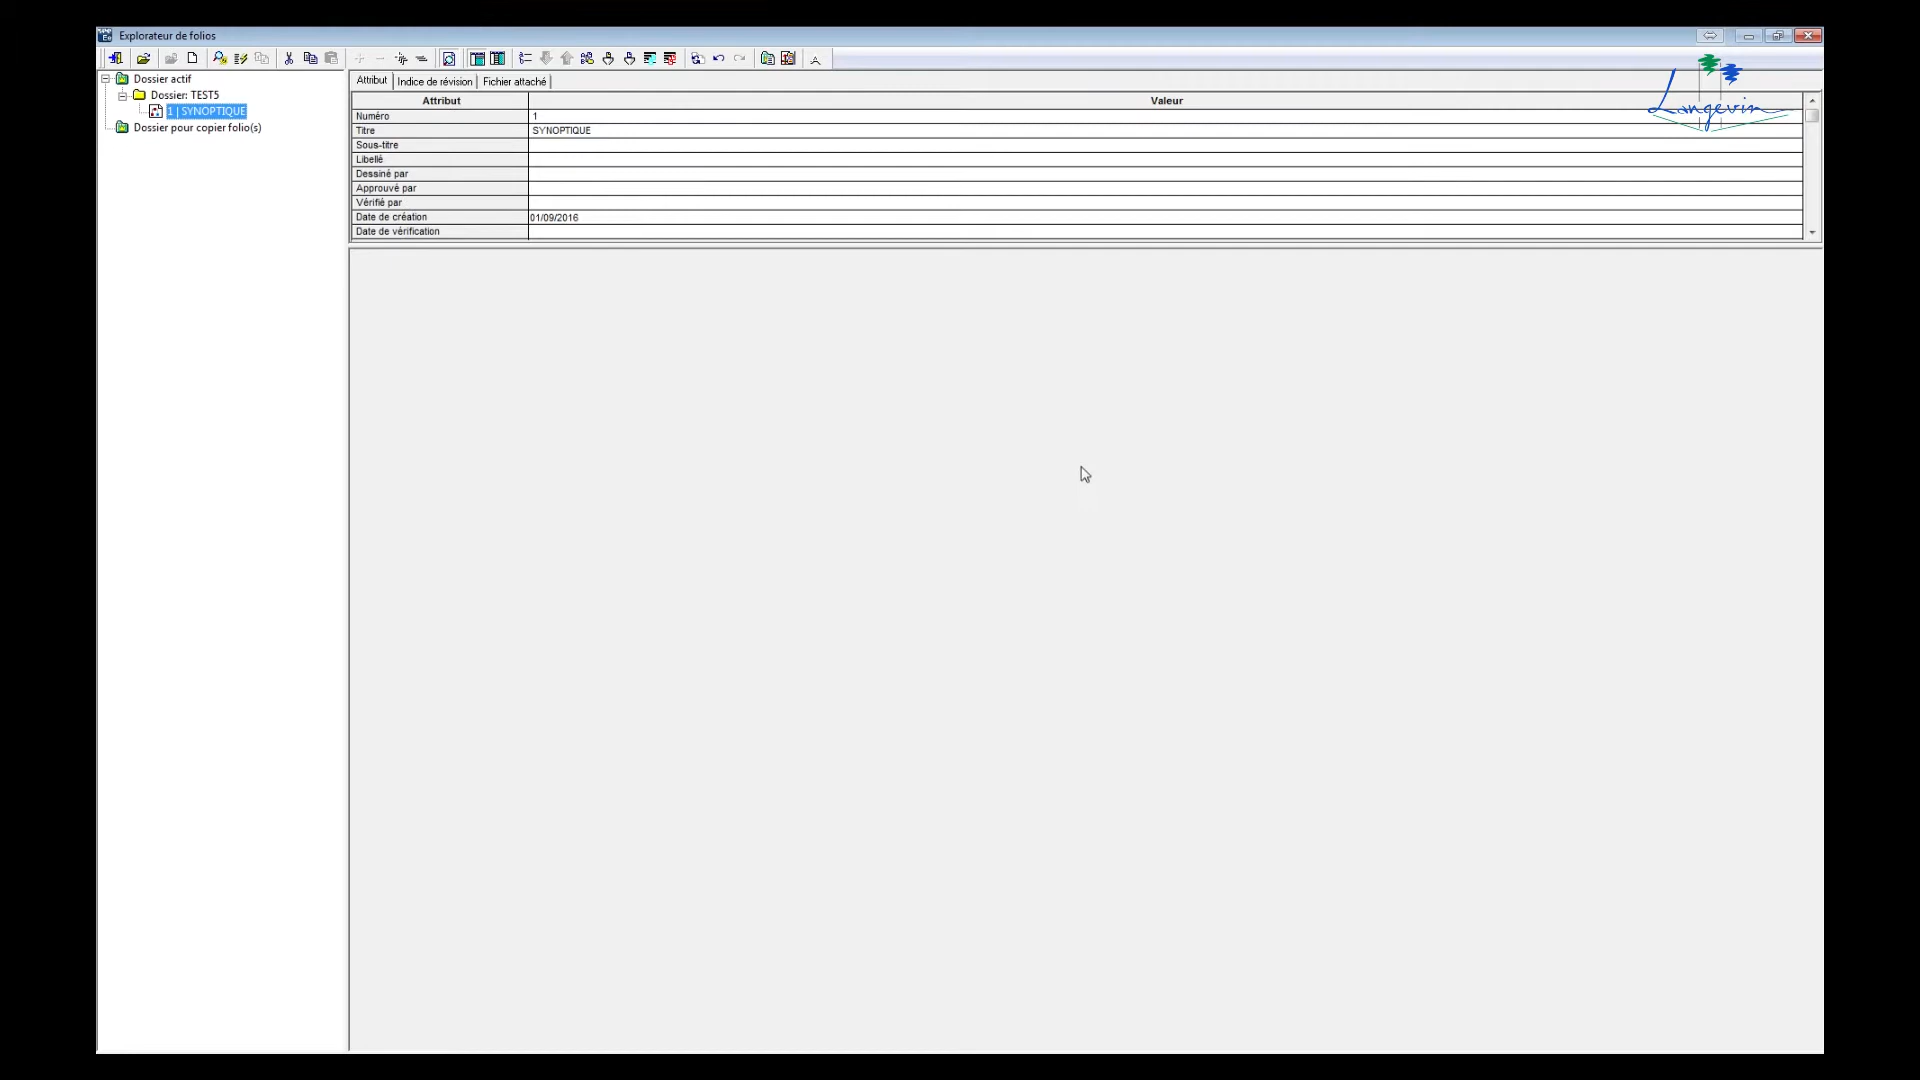 Explorateur de folios
Dossier actif
Dossier: TEST5
1 | SYNOPTIQUE
Dossier pour copier folio(s)
Attribut
Indice de révision
Fichier attaché
Attribut
Valeur
Numéro
1
Titre
SYNOPTIQUE
Sous-titre
Libellé
Dessiné par
Approuvé par
Vérifié par
Date de création
01/09/2016
Date de vérification
Langevin